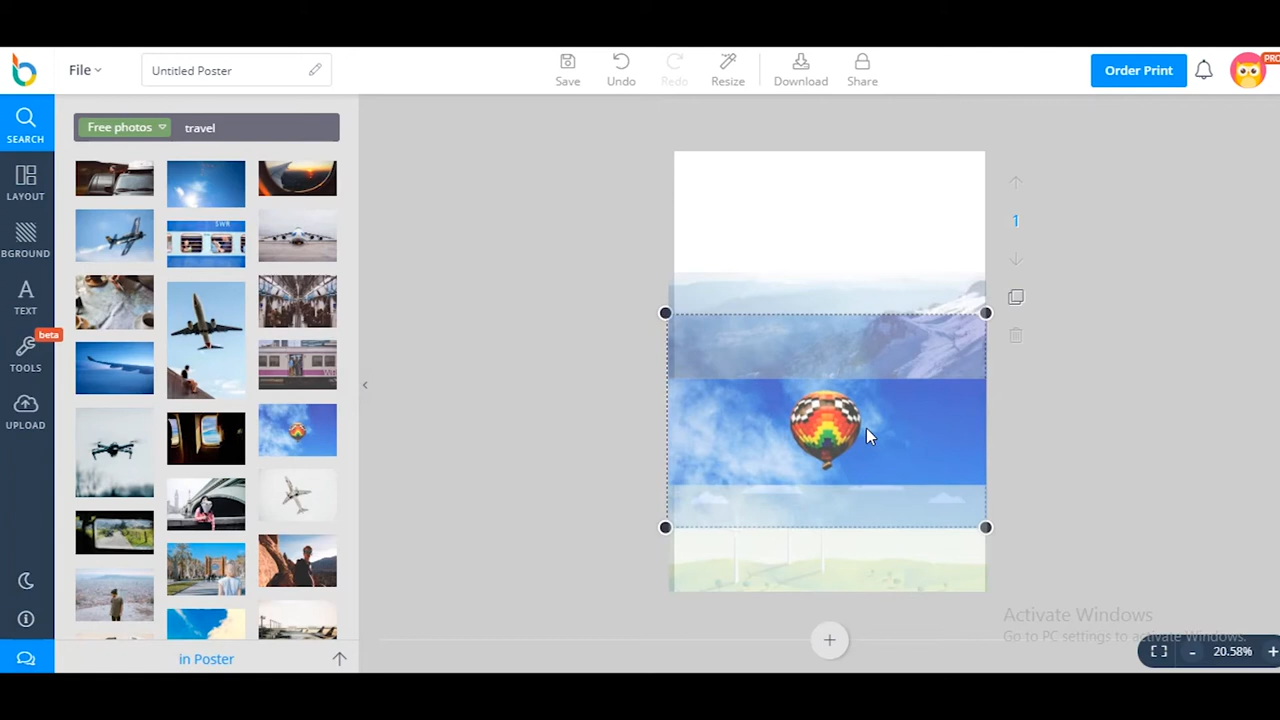 File
Untitled Poster
Save
Undo
Redo
Resize
Download
Share
Order Print
PRO
SEARCH
Free photos
travel
LAYOUT
BGROUND
TEXT
beta
TOOLS
UPLOAD
SWR
1
in Poster
Activate Windows
Go to PC settings to activate Windows.
20.58%